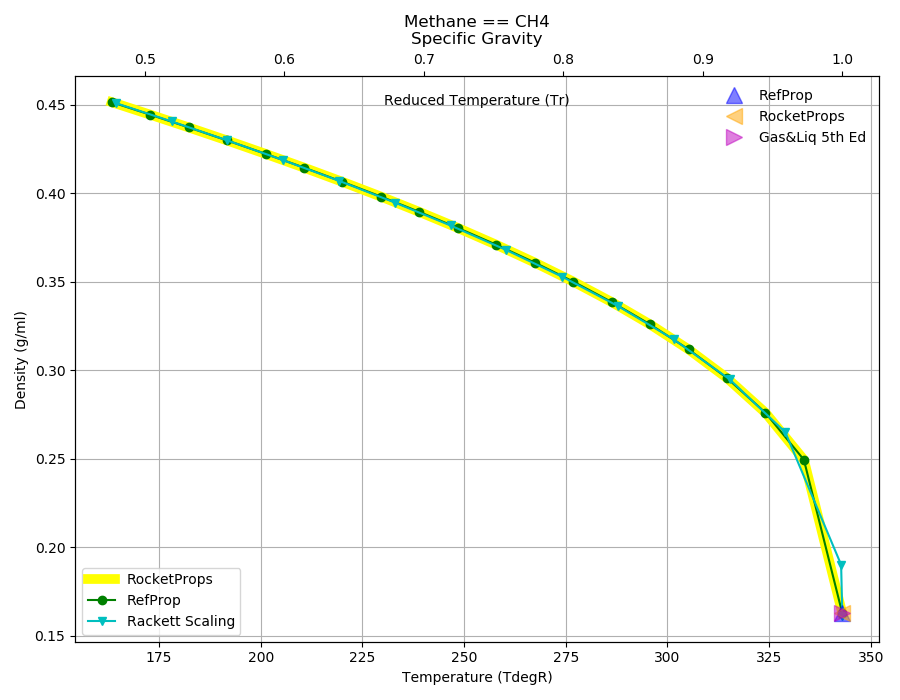 Methane == CH4
Specific Gravity
0.5 0.6 0.7 0.8 0.9 1.0
Reduced Temperature (Tr)
RefProp
RocketProps
Gas&Liq 5th Ed
0.45
0.40
0.35
0.30
0.25
0.20
0.15
Density (g/ml)
RocketProps
RefProp
Rackett Scaling
175 200 225 250 275 300 325 350
Temperature (TdegR)